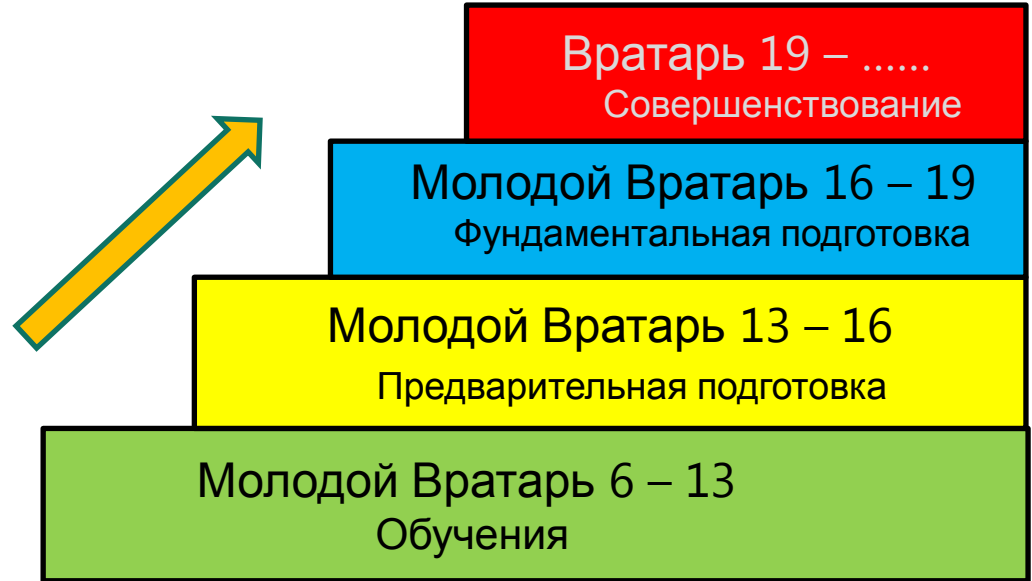 Вратарь 19 – ......
Совершенствование
Молодой Вратарь 16 – 19
Фундаментальная подготовка
Молодой Вратарь 13 – 16
Предварительная подготовка
Молодой Вратарь 6 – 13
Обучения